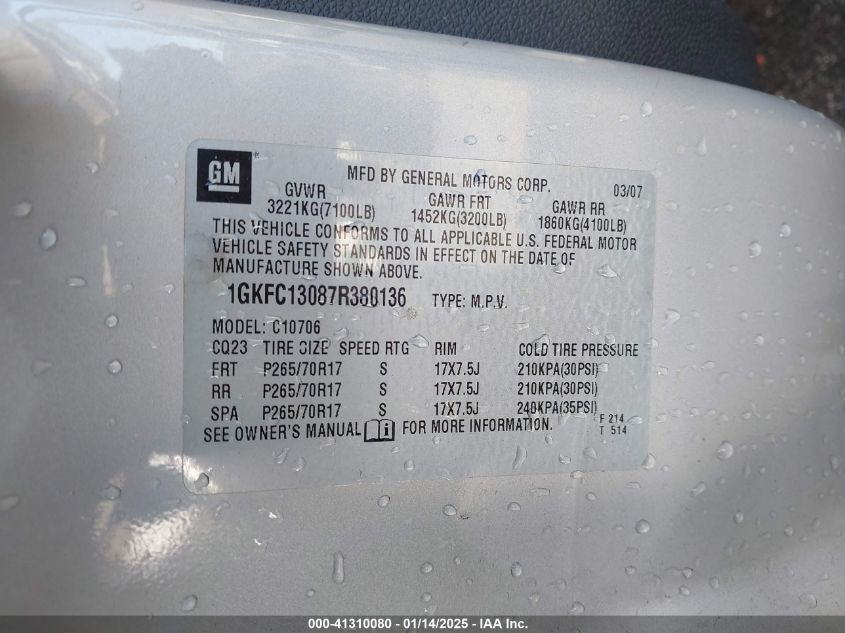 GM
®
MFD BY GENERAL MOTORS CORP. 03/07
GVWR GAWR FRT GAWR RR
3221KG(7100LB) 1452KG(3200LB) 1860KG(4100LB)
THIS VEHICLE CONFORMS TO ALL APPLICABLE U.S. FEDERAL MOTOR
VEHICLE SAFETY STANDARDS IN EFFECT ON THE DATE OF
MANUFACTURE SHOWN ABOVE.
1GKFC13087R380136 TYPE: M.P.V.
MODEL: C10706
CQ23 TIRE SIZE SPEED RTG RIM COLD TIRE PRESSURE
FRT P265/70R17 S 17X7.5J 210KPA(30PSI)
RR P265/70R17 S 17X7.5J 210KPA(30PSI)
SPA P265/70R17 S 17X7.5J 240KPA(35PSI)
SEE OWNER'S MANUAL i FOR MORE INFORMATION. F 214
T 514
000-41310080 - 01/14/2025 - IAA Inc.